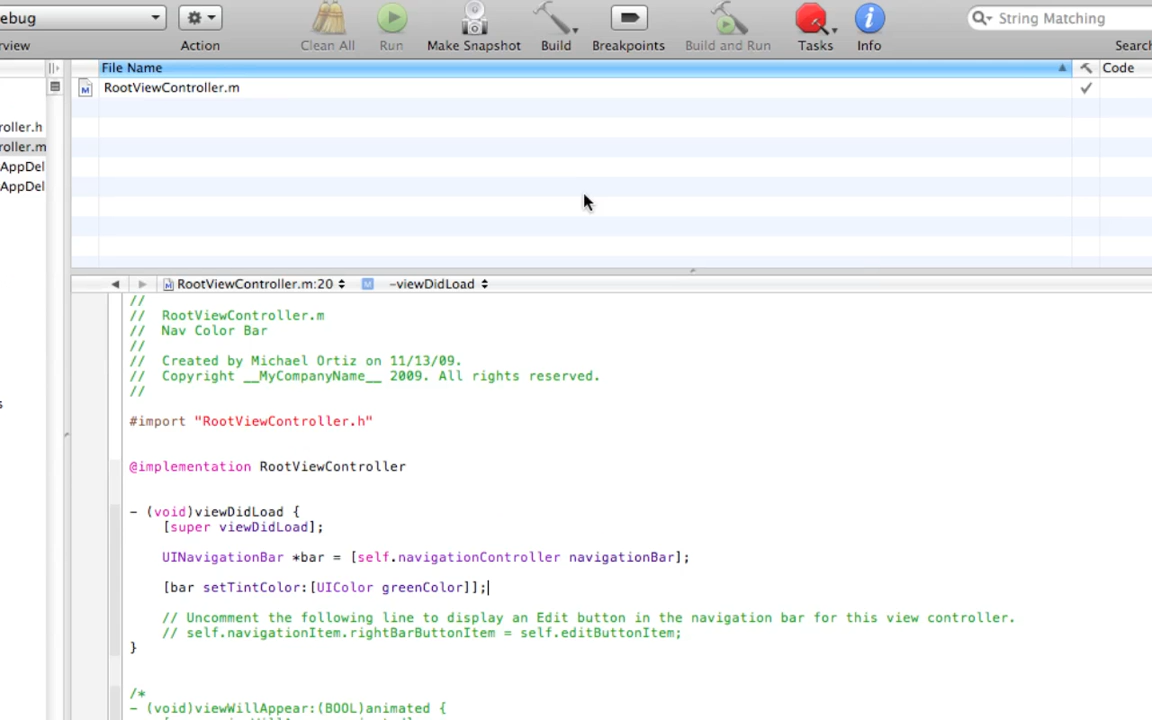 ebug
String Matching
rview
Action
Clean All
Run
Make Snapshot
Build
Breakpoints
Build and Run
Tasks
Info
Search
File Name
Code
RootViewController.m
roller.h
roller.m
AppDel
AppDel
s
RootViewController.m:20
M
-viewDidLoad
//
//  RootViewController.m
//  Nav Color Bar
//
//  Created by Michael Ortiz on 11/13/09.
//  Copyright __MyCompanyName__ 2009. All rights reserved.
//
#import "RootViewController.h"
@implementation RootViewController
- (void)viewDidLoad {
    [super viewDidLoad];
    UINavigationBar *bar = [self.navigationController navigationBar];
    [bar setTintColor:[UIColor greenColor]];
    // Uncomment the following line to display an Edit button in the navigation bar for this view controller.
    // self.navigationItem.rightBarButtonItem = self.editButtonItem;
}
/*
- (void)viewWillAppear:(BOOL)animated {